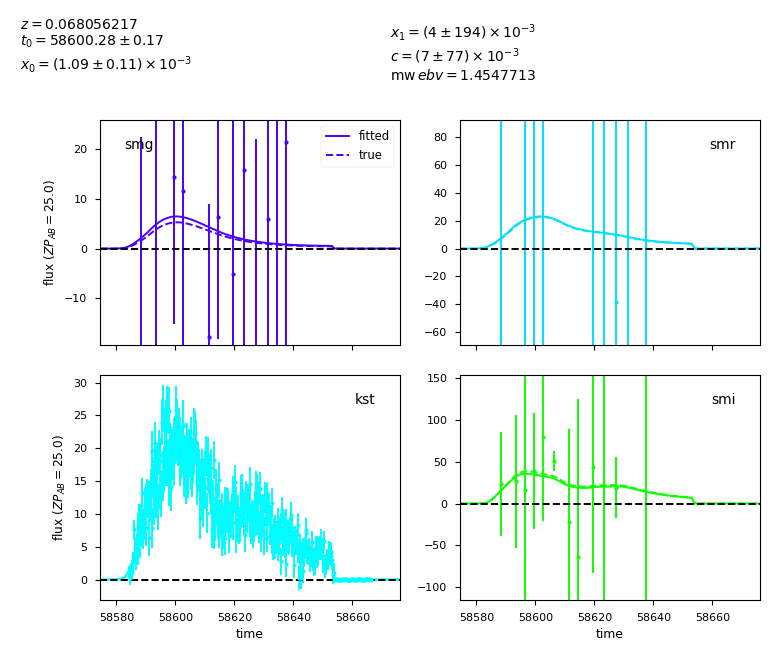 z = 0.068056217
t₀ = 58600.28 ± 0.17
x₀ = (1.09 ± 0.11) × 10⁻³
x₁ = (4 ± 194) × 10⁻³
c = (7 ± 77) × 10⁻³
mw ebv = 1.4547713
smg
fitted
true
20
10
0
−10
flux (ZP_AB = 25.0)
smr
80
60
40
20
0
−20
−40
−60
kst
30
25
20
15
10
5
0
flux (ZP_AB = 25.0)
58580 58600 58620 58640 58660
time
smi
150
100
50
0
−50
−100
58580 58600 58620 58640 58660
time